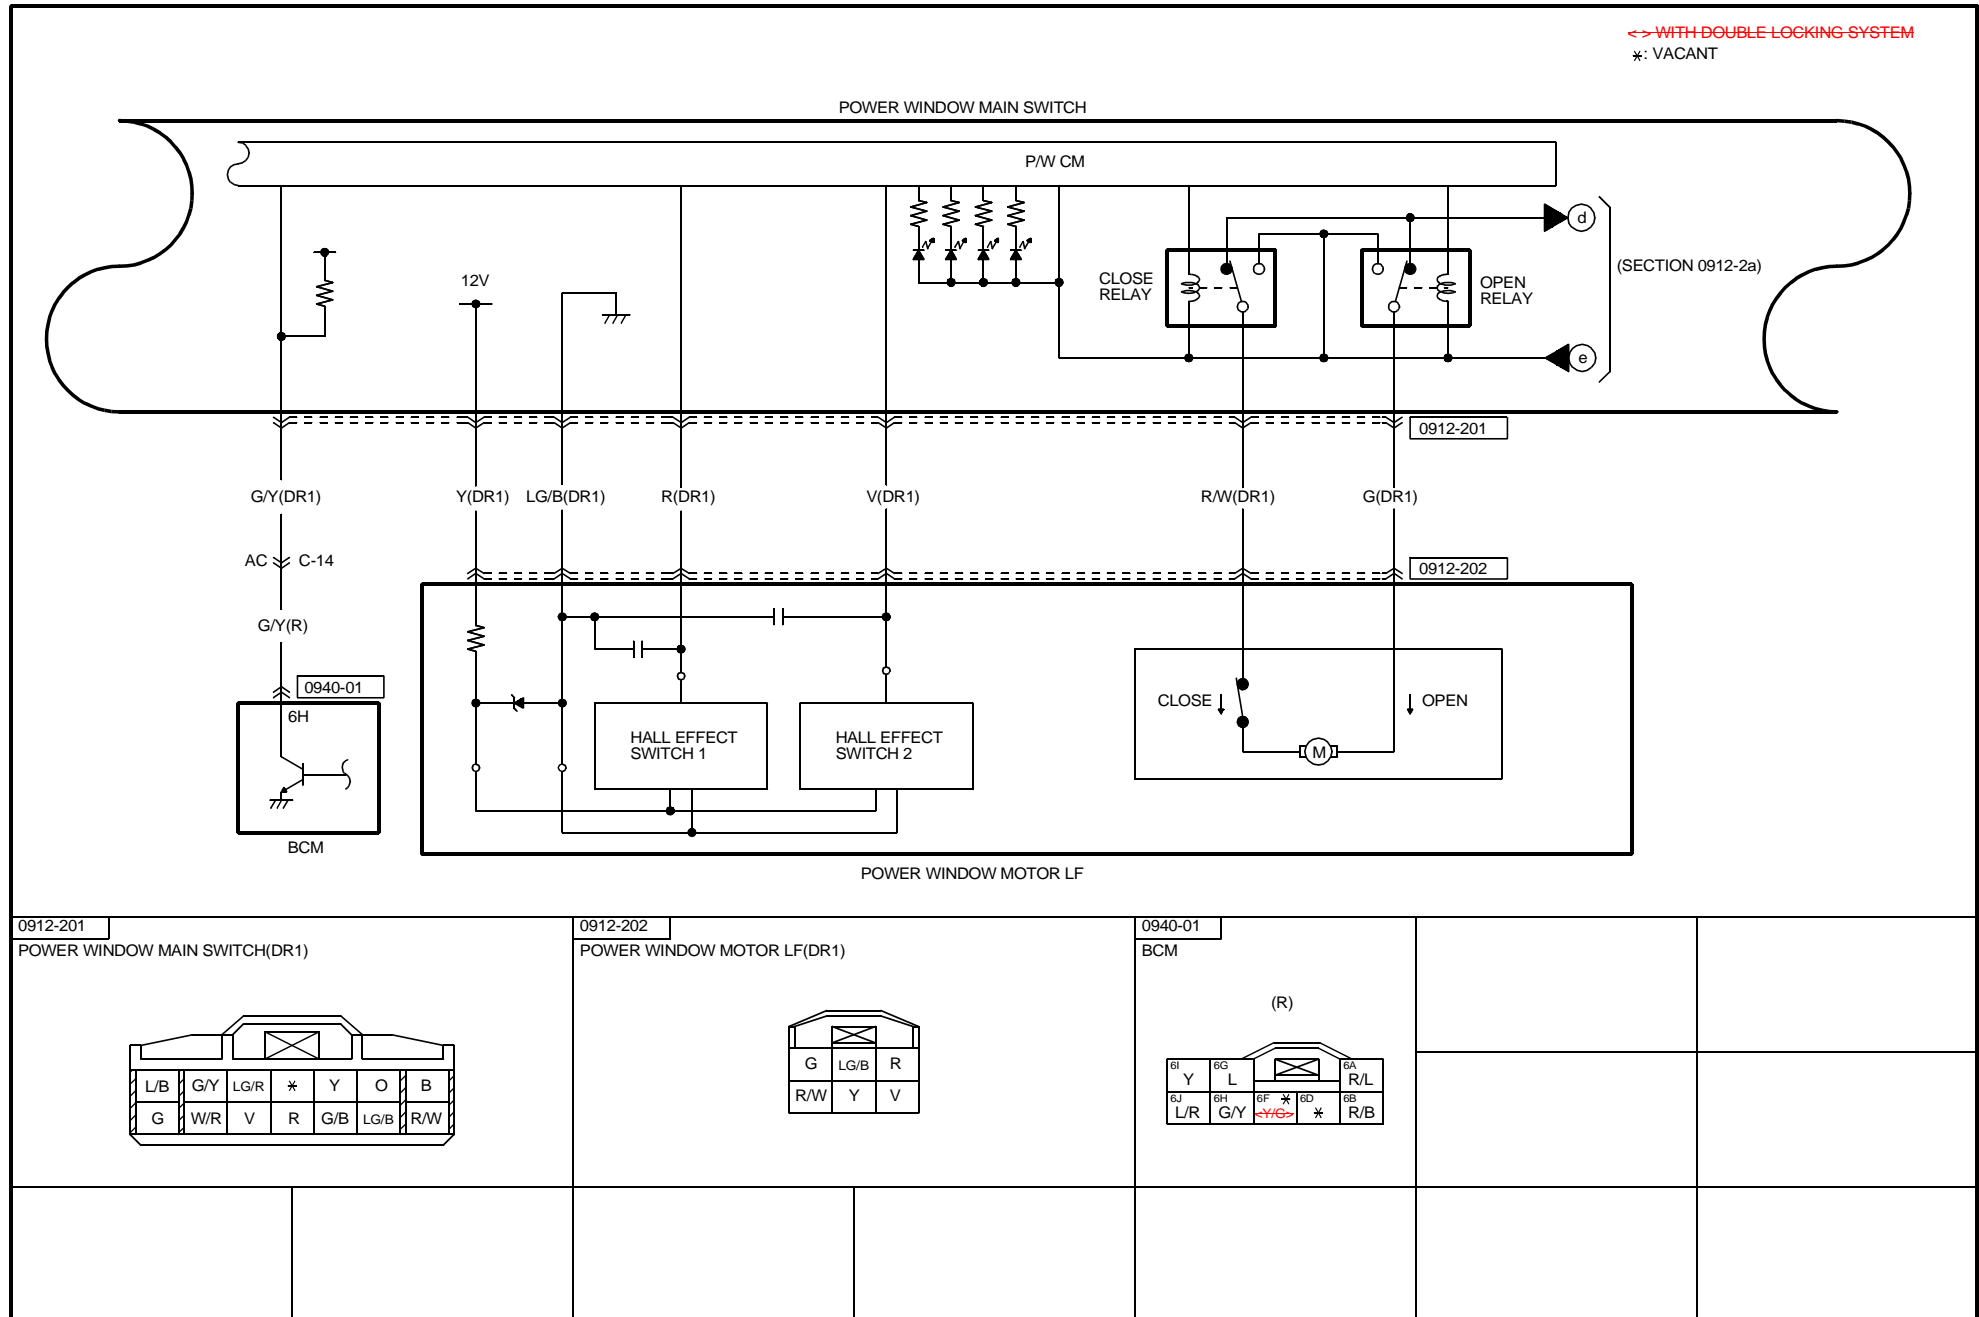 <> WITH DOUBLE LOCKING SYSTEM
*: VACANT
POWER WINDOW MAIN SWITCH
P/W CM
d
12V
CLOSE
RELAY
OPEN
RELAY
(SECTION 0912-2a)
e
0912-201
G/Y(DR1)
Y(DR1)
LG/B(DR1)
R(DR1)
V(DR1)
R/W(DR1)
G(DR1)
AC
C-14
0912-202
G/Y(R)
0940-01
6H
BCM
HALL EFFECT
SWITCH 1
HALL EFFECT
SWITCH 2
CLOSE
OPEN
M
POWER WINDOW MOTOR LF
0912-201
POWER WINDOW MAIN SWITCH(DR1)
L/B G/Y LG/R * Y O B
G W/R V R G/B LG/B R/W
0912-202
POWER WINDOW MOTOR LF(DR1)
G LG/B R
R/W Y V
0940-01
BCM
(R)
6I 6G 6A
Y L R/L
6J 6H 6F * 6D 6B
L/R G/Y <Y/G> * R/B